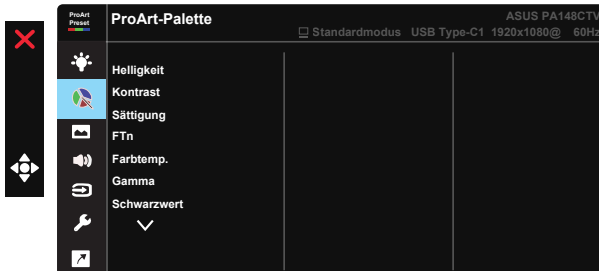 ProArt
Preset
ProArt-Palette
ASUS PA148CTV
Standardmodus USB Type-C1 1920x1080@ 60Hz
Helligkeit
Kontrast
Sättigung
FTn
Farbtemp.
Gamma
Schwarzwert